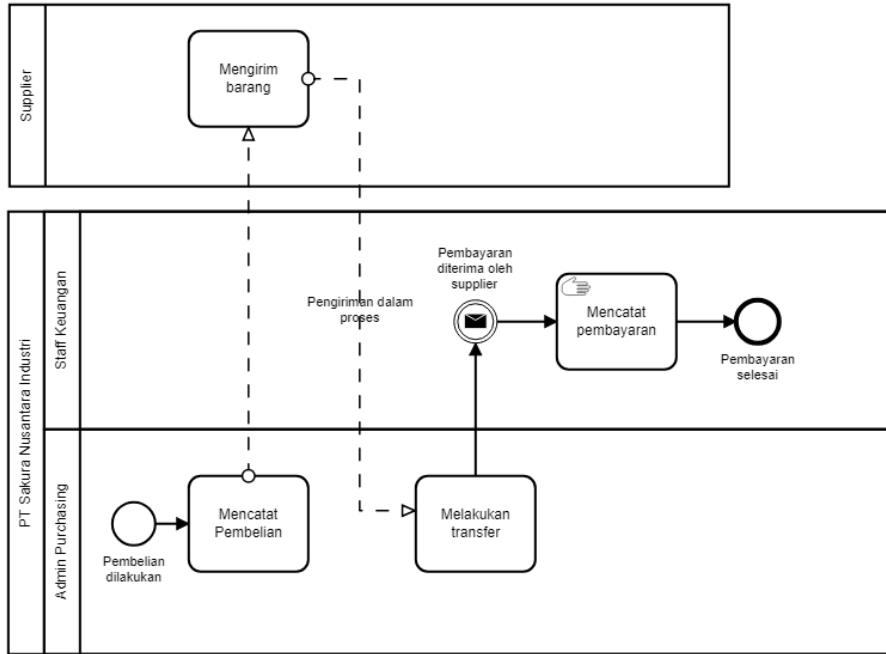 Supplier
Mengirim
barang
PT Sakura Nusantara Industri
Staff Keuangan
Pengiriman dalam
proses
Pembayaran
diterima oleh
supplier
Mencatat
pembayaran
Pembayaran
selesai
Admin Purchasing
Pembelian
dilakukan
Mencatat
Pembelian
Melakukan
transfer